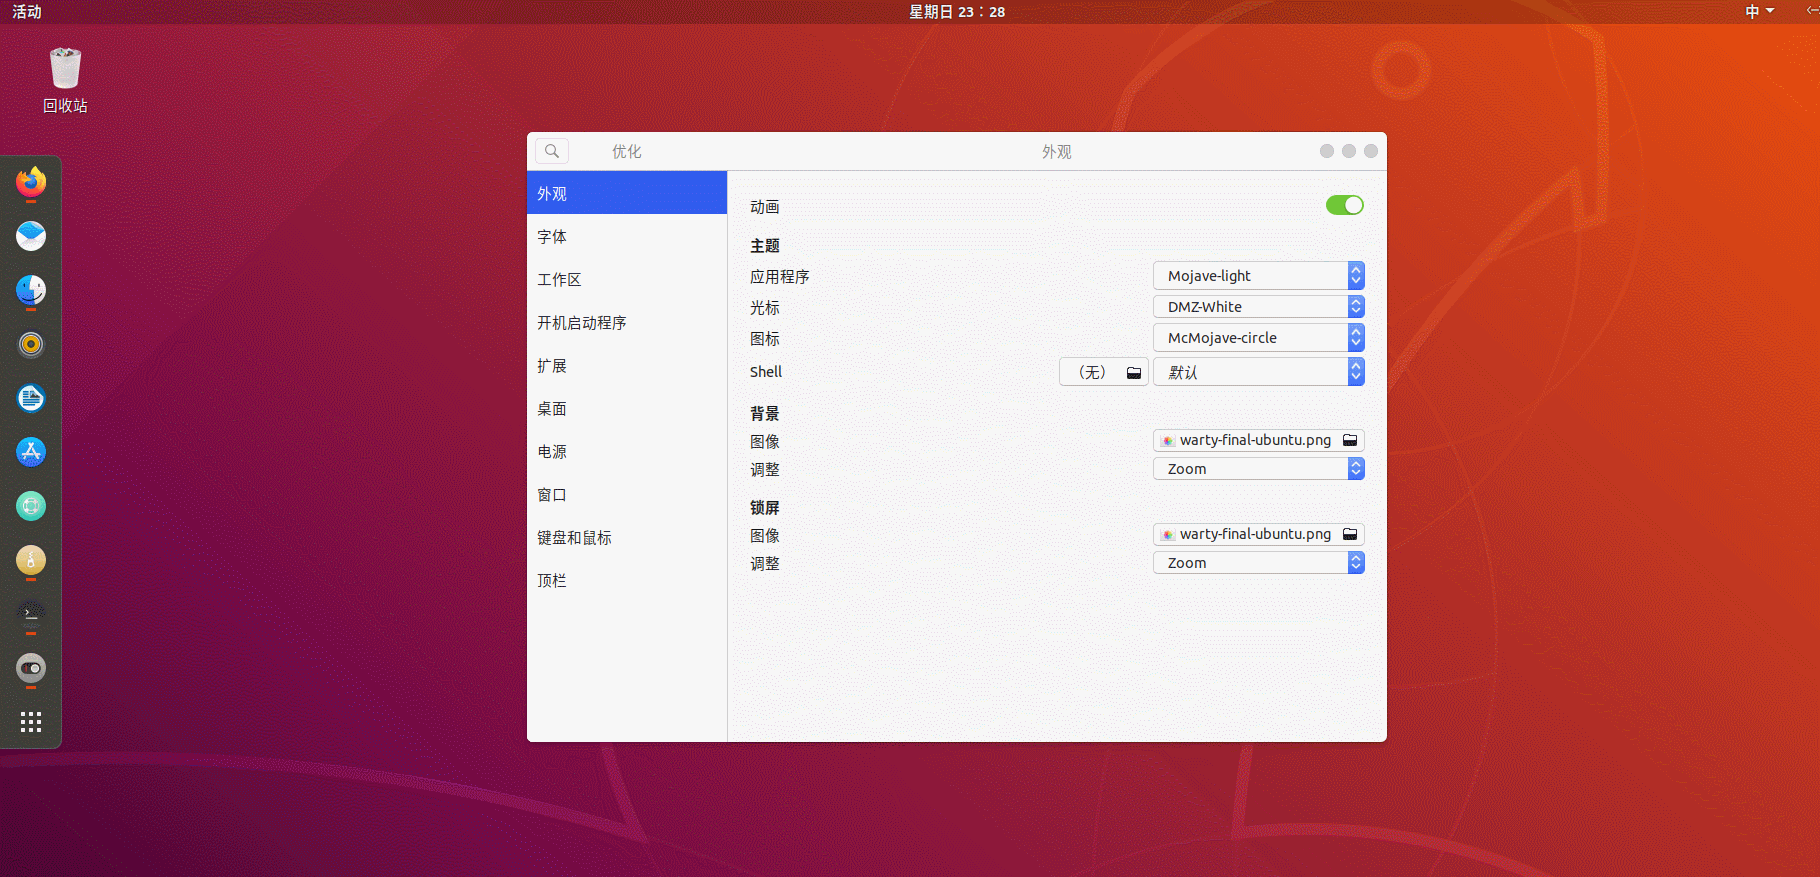 活动
星期日 23：28
中
回收站
优化
外观
外观
字体
工作区
开机启动程序
扩展
桌面
电源
窗口
键盘和鼠标
顶栏
动画
主题
应用程序 Mojave-light
光标 DMZ-White
图标 McMojave-circle
Shell （无） 默认
背景
图像 warty-final-ubuntu.png
调整 Zoom
锁屏
图像 warty-final-ubuntu.png
调整 Zoom